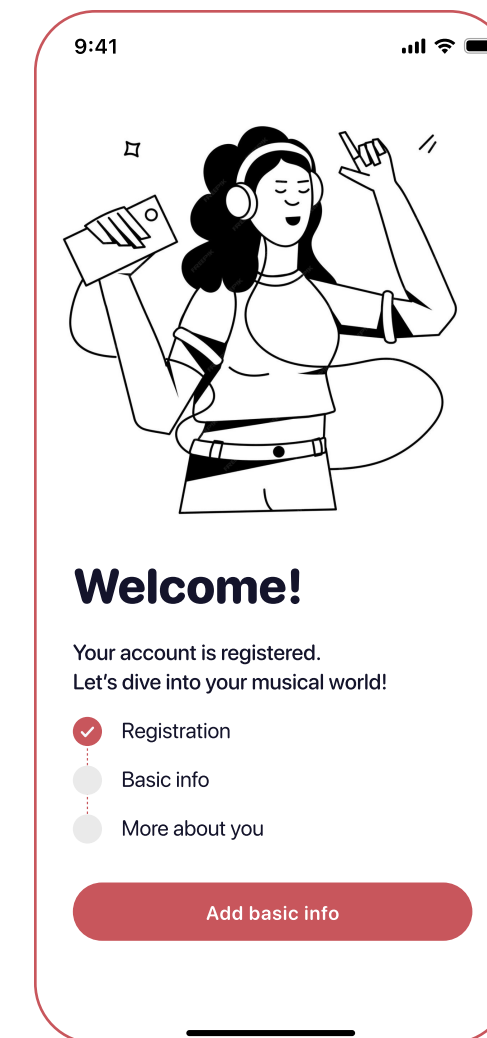 9:41
Welcome!
Your account is registered.
Let's dive into your musical world!
Registration
Basic info
More about you
Add basic info